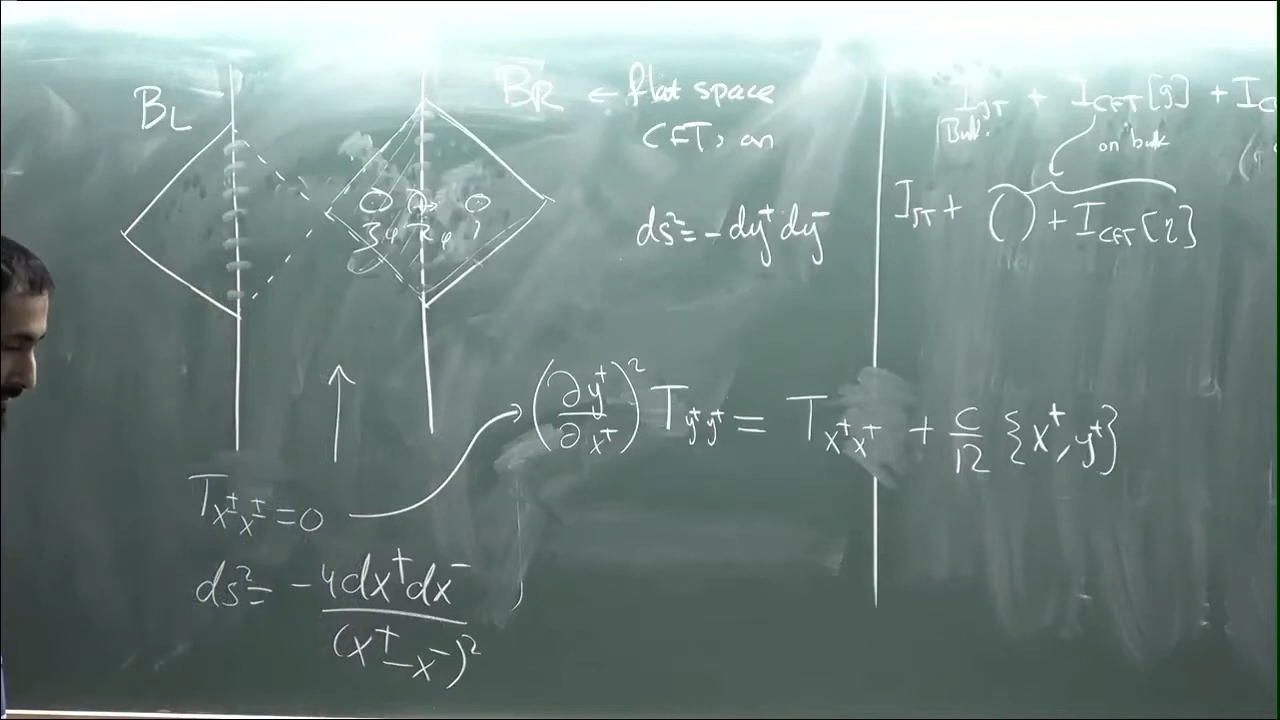 B_L
B_R ← flat space
CFT, on
ds² = -dy⁺dy⁻
I_JT + I_CFT[g] + I_C
Bulk.
on bulk
I_JT + ( ) + I_CFT[η]
(∂y⁺/∂x⁺)² T_{y⁺y⁺} = T_{x⁺x⁺} + c/12 {x⁺, y⁺}
T_{x^± x^±} = 0
ds² = -4dx⁺dx⁻/(x⁺-x⁻)²